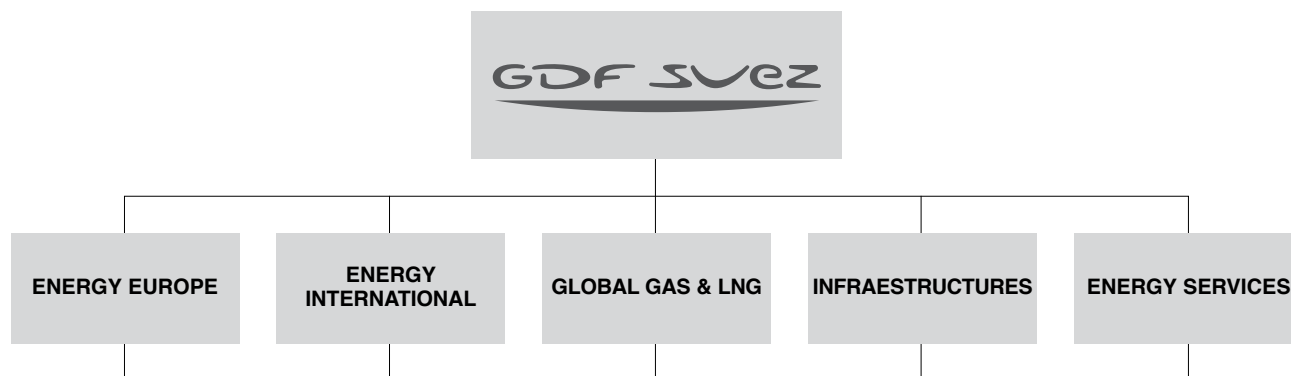 GDF SUEZ
ENERGY EUROPE
ENERGY
INTERNATIONAL
GLOBAL GAS & LNG
INFRAESTRUCTURES
ENERGY SERVICES